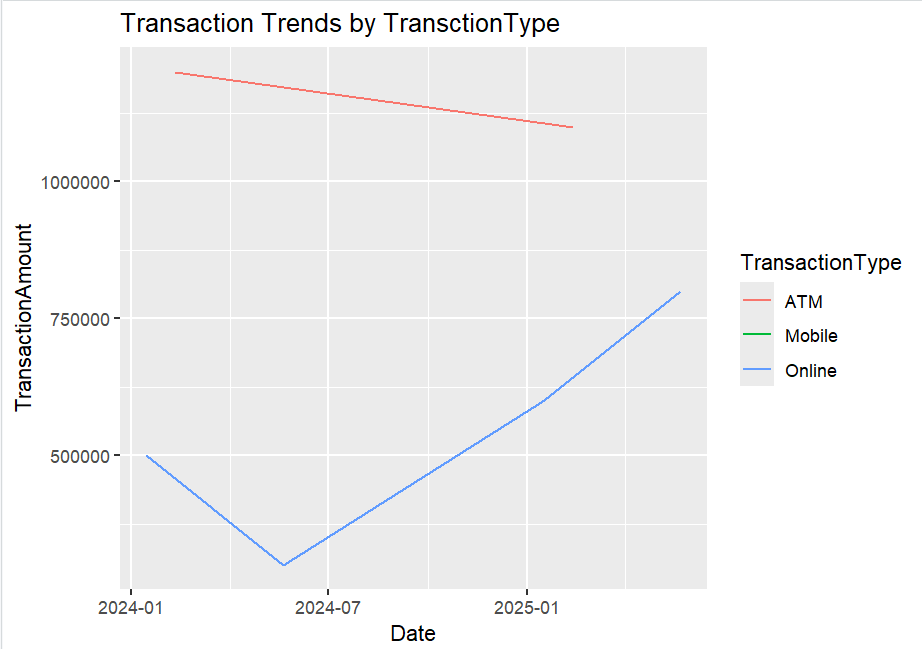 Transaction Trends by TransctionType
1000000
750000
500000
TransactionAmount
2024-01
2024-07
2025-01
Date
TransactionType
ATM
Mobile
Online